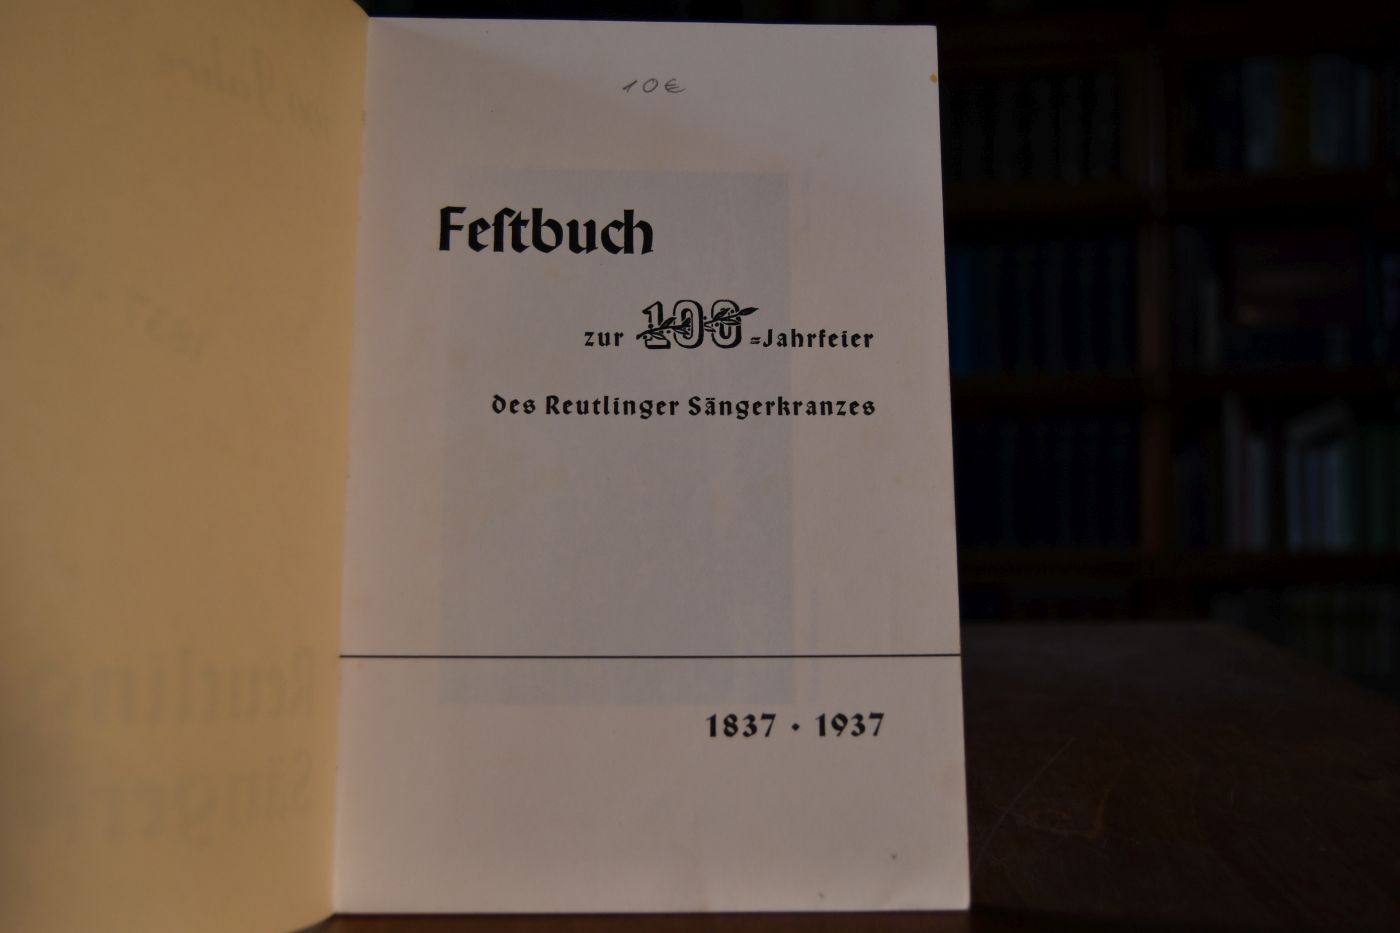 10€
Feſtbuch
zur 100=Jahrfeier
des Reutlinger Sängerkranzes
1837 · 1937